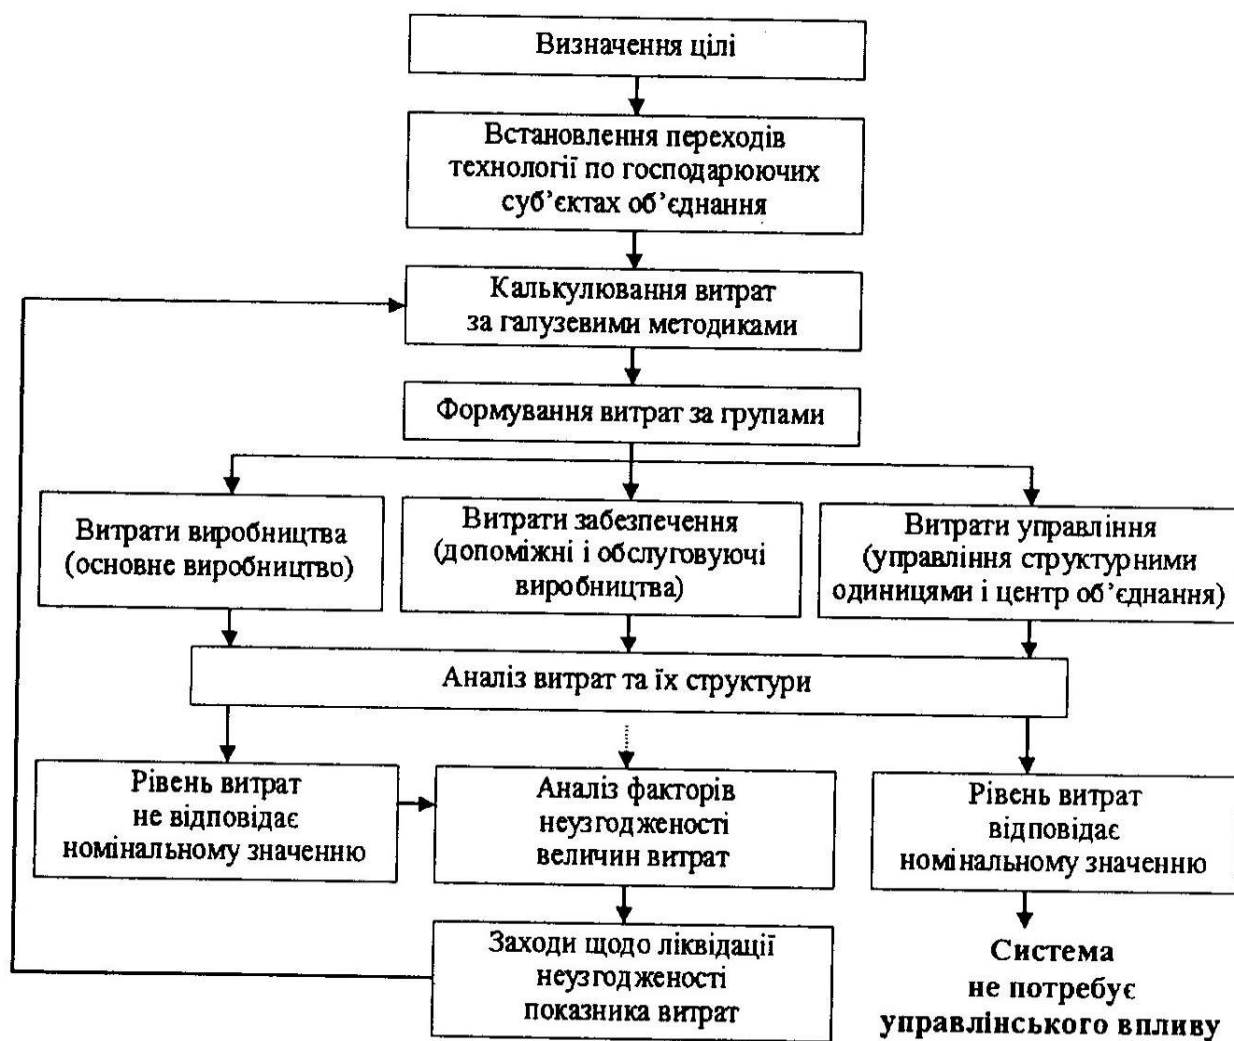 Визначення цілі
Встановлення переходів
технології по господарюючих
суб’єктах об’єднання
Калькулювання витрат
за галузевими методиками
Формування витрат за групами
Витрати виробництва
(основне виробництво)
Витрати забезпечення
(допоміжні і обслуговуючі
виробництва)
Витрати управління
(управління структурними
одиницями і центр об’єднання)
Аналіз витрат та їх структури
Рівень витрат
не відповідає
номінальному значенню
Аналіз факторів
неузгодженості
величин витрат
Рівень витрат
відповідає
номінальному значенню
Заходи щодо ліквідації
неузгодженості
показника витрат
Система
не потребує
управлінського впливу